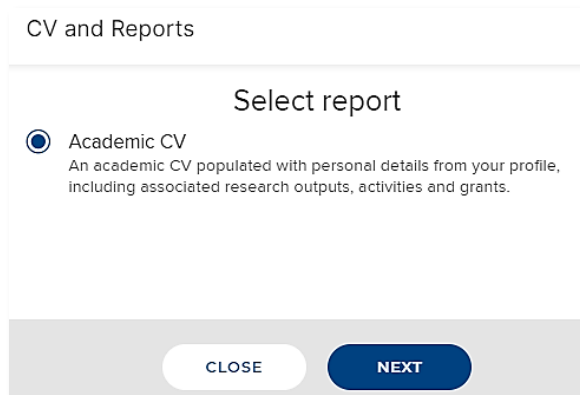 CV and Reports
Select report
Academic CV
An academic CV populated with personal details from your profile,
including associated research outputs, activities and grants.
CLOSE
NEXT